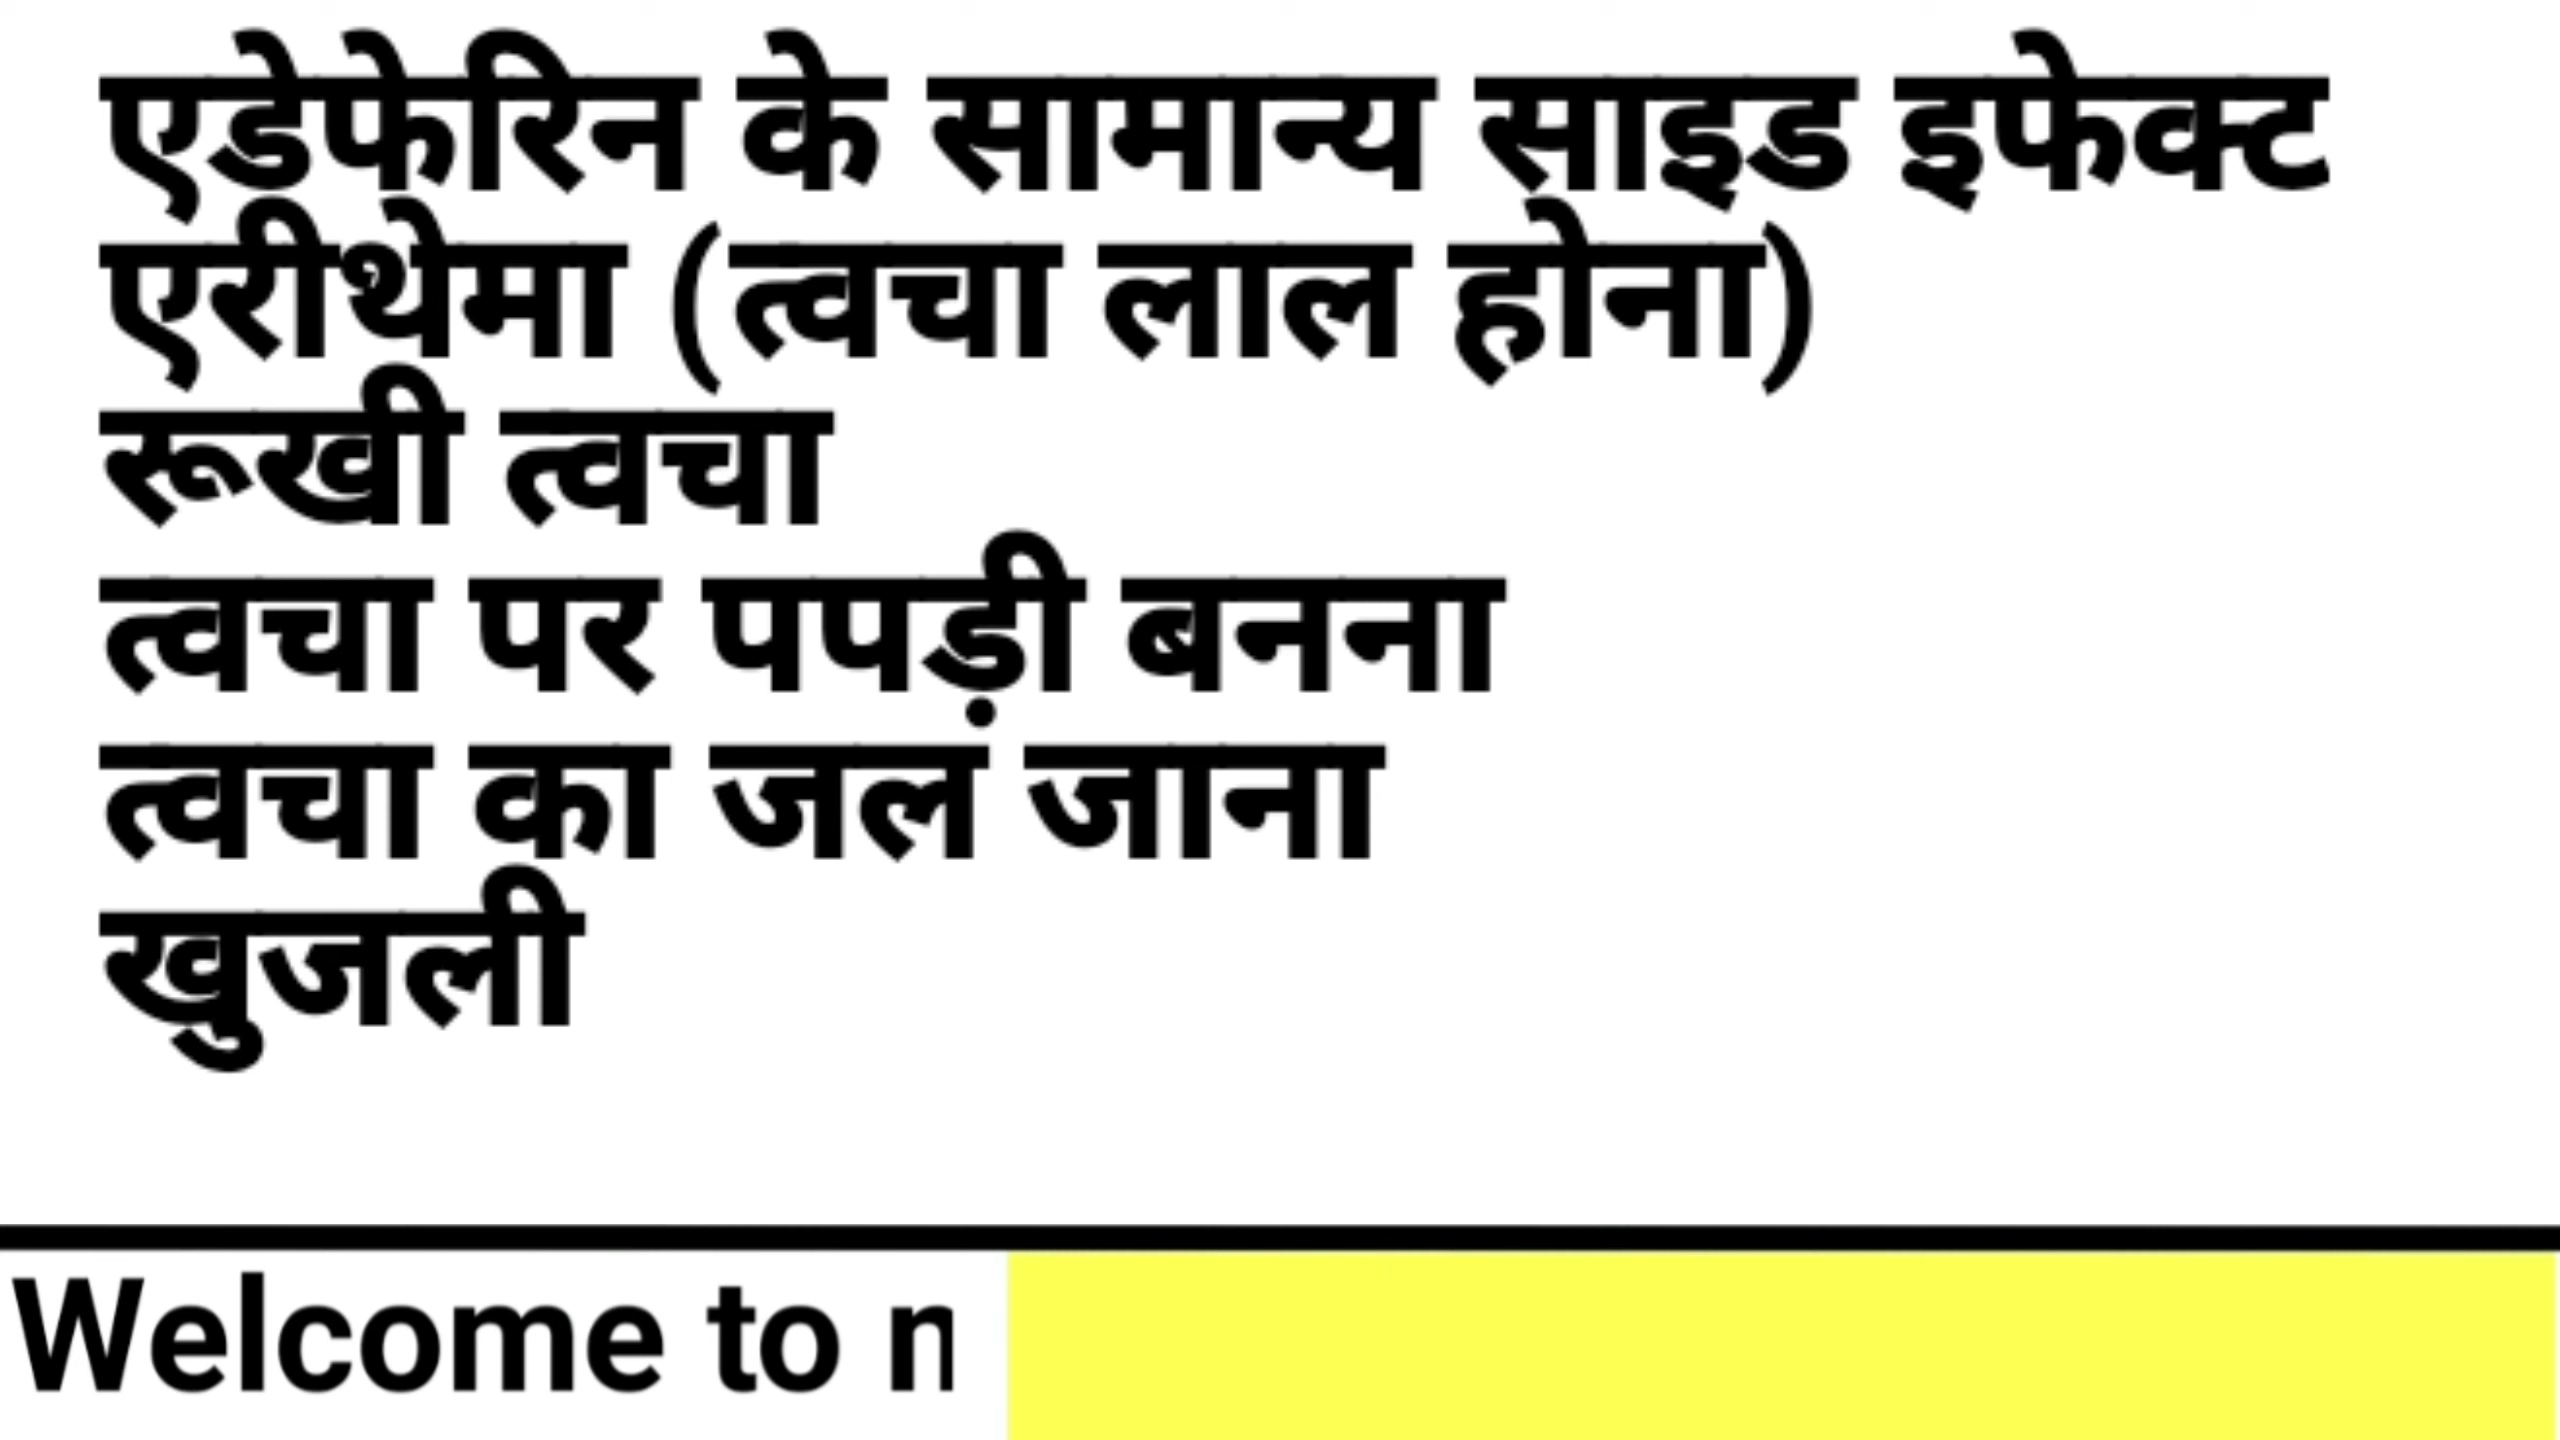 एडेफेरिन के सामान्य साइड इफेक्ट
एरीथेमा (त्वचा लाल होना)
रूखी त्वचा
त्वचा पर पपड़ी बनना
त्वचा का जल जाना
खुजली
Welcome to n